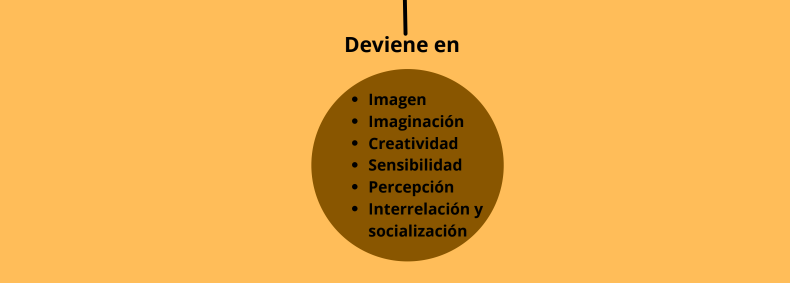 Deviene en
• Imagen
• Imaginación
• Creatividad
• Sensibilidad
• Percepción
• Interrelación y
socialización